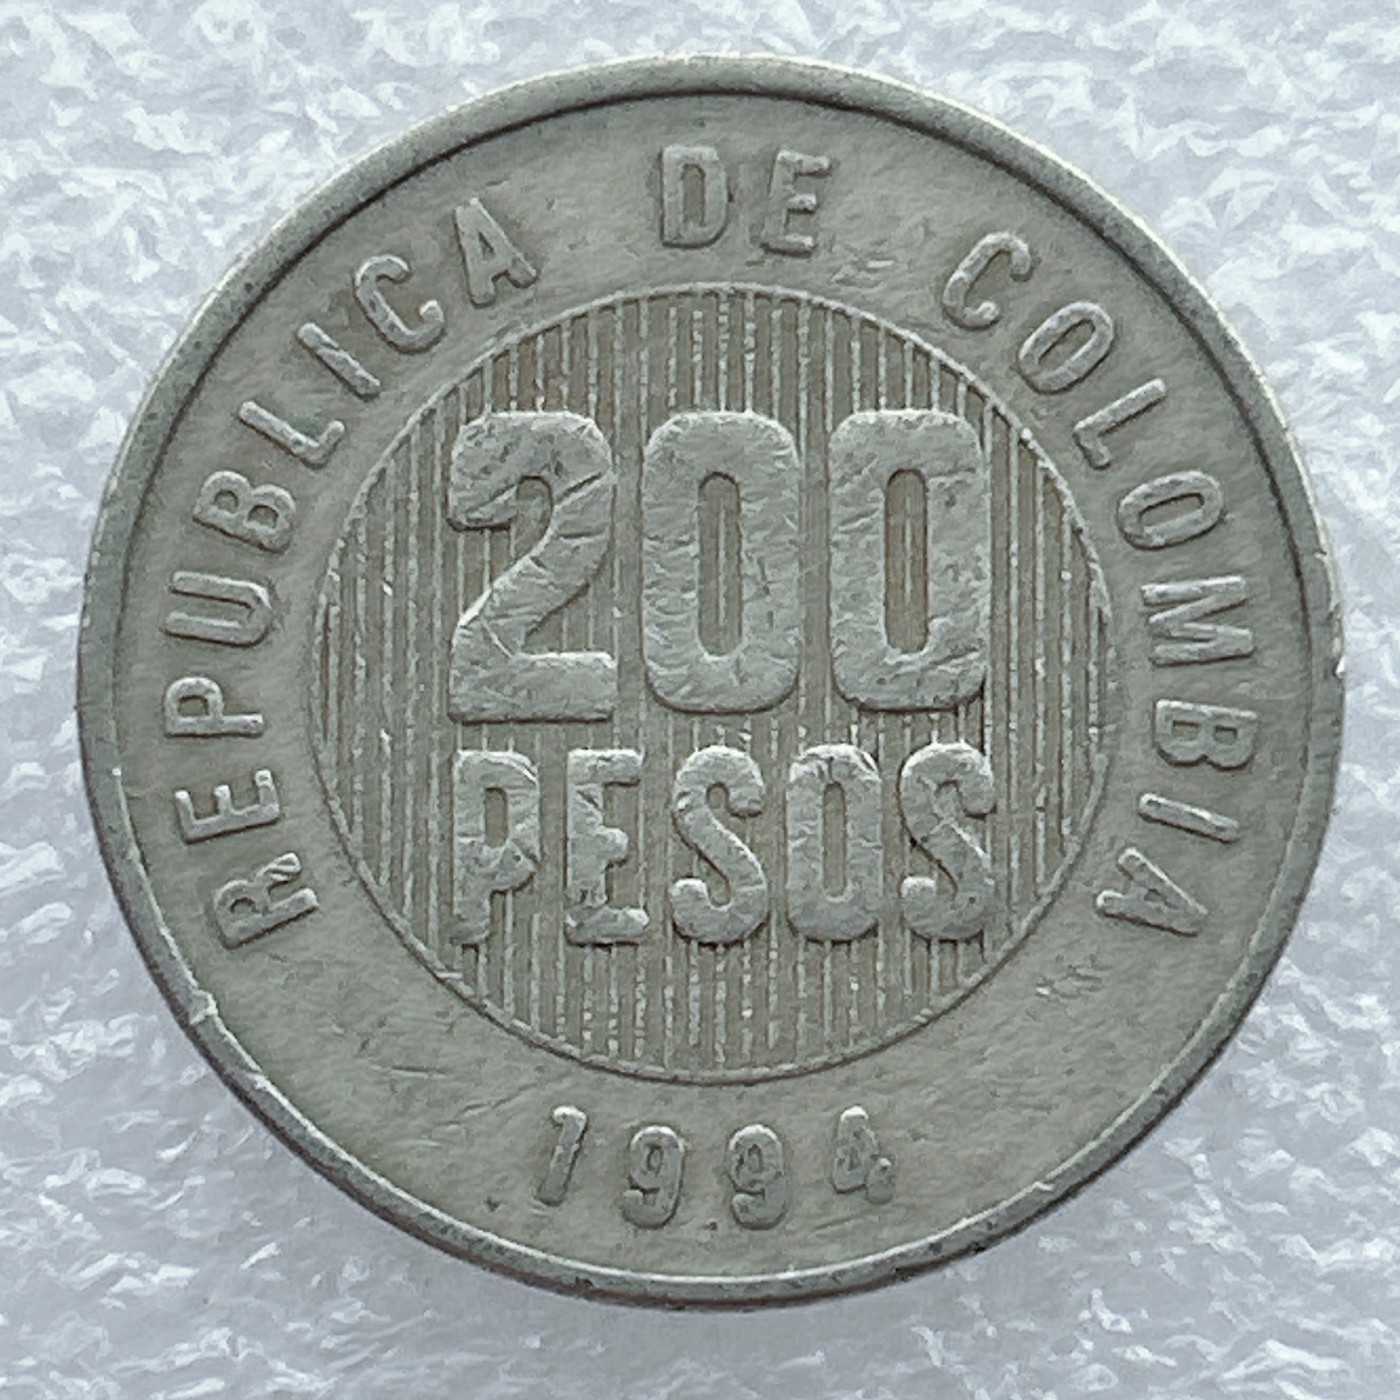 REPUBLICA DE COLOMBIA
200
PESOS
1994